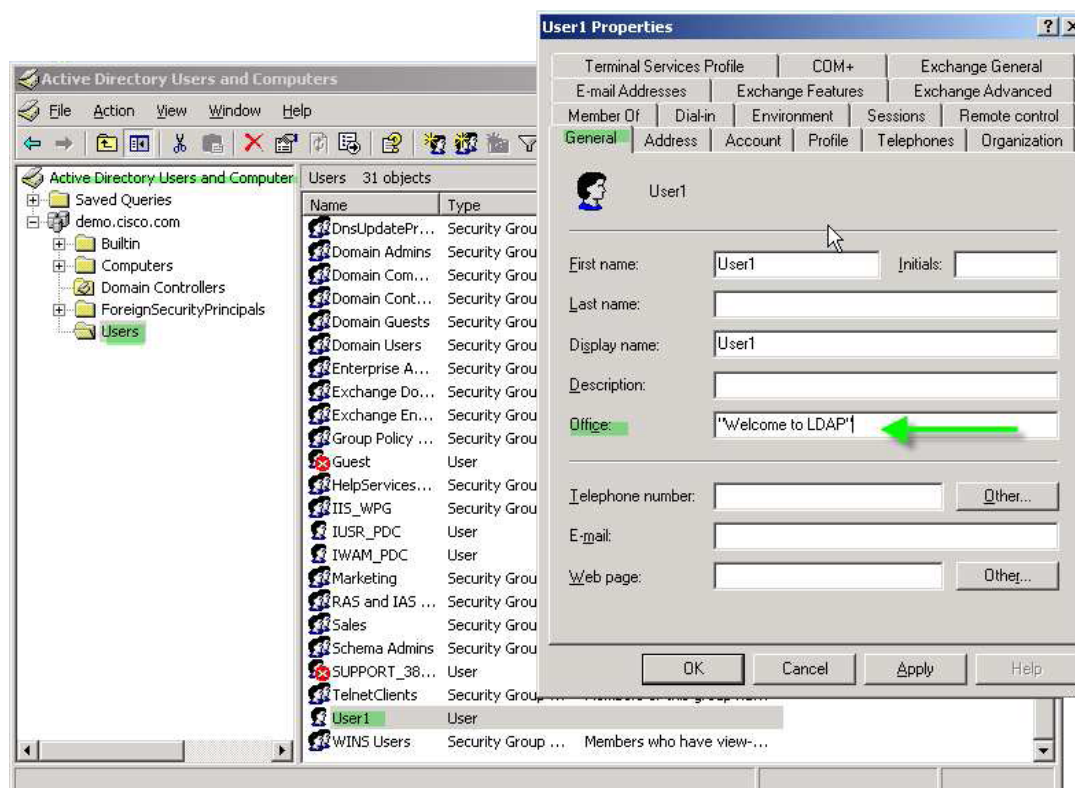 Active Directory Users and Computers
File Action View Window Help
Active Directory Users and Computer
Saved Queries
demo.cisco.com
Builtin
Computers
Domain Controllers
ForeignSecurityPrincipals
Users
Users 31 objects
Name Type
DnsUpdatePr... Security Grou
Domain Admins Security Grou
Domain Com... Security Grou
Domain Cont... Security Grou
Domain Guests Security Grou
Domain Users Security Grou
Enterprise A... Security Grou
Exchange Do... Security Grou
Exchange En... Security Grou
Group Policy ... Security Grou
Guest User
HelpServices... Security Grou
IIS_WPG Security Grou
IUSR_PDC User
IWAM_PDC User
Marketing Security Grou
RAS and IAS ... Security Grou
Sales Security Grou
Schema Admins Security Grou
SUPPORT_38... User
TelnetClients Security Group ...
User1 User
WINS Users Security Group ... Members who have view-...
User1 Properties
Terminal Services Profile COM+ Exchange General
E-mail Addresses Exchange Features Exchange Advanced
Member Of Dial-in Environment Sessions Remote control
General Address Account Profile Telephones Organization
User1
First name: User1 Initials:
Last name:
Display name: User1
Description:
Office: "Welcome to LDAP"
Telephone number: Other...
E-mail:
Web page: Other...
OK Cancel Apply Help